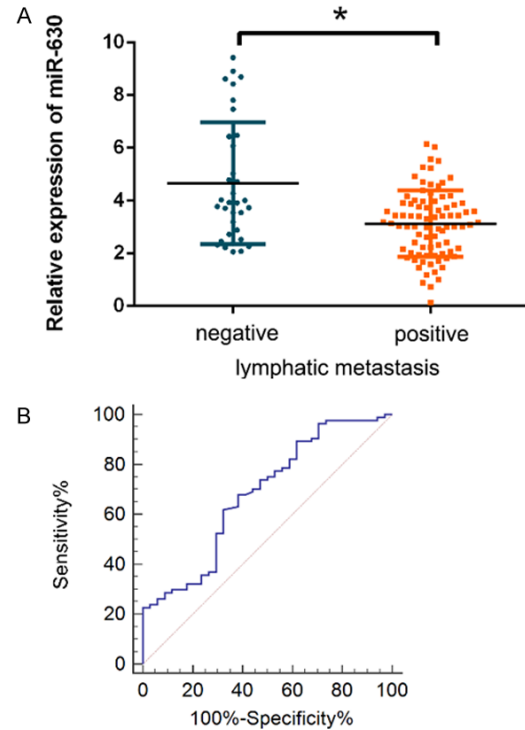 A
*
Relative expression of miR-630
10
8
6
4
2
0
negative
positive
lymphatic metastasis
B
Sensitivity%
100
80
60
40
20
0
0 20 40 60 80 100
100%-Specificity%